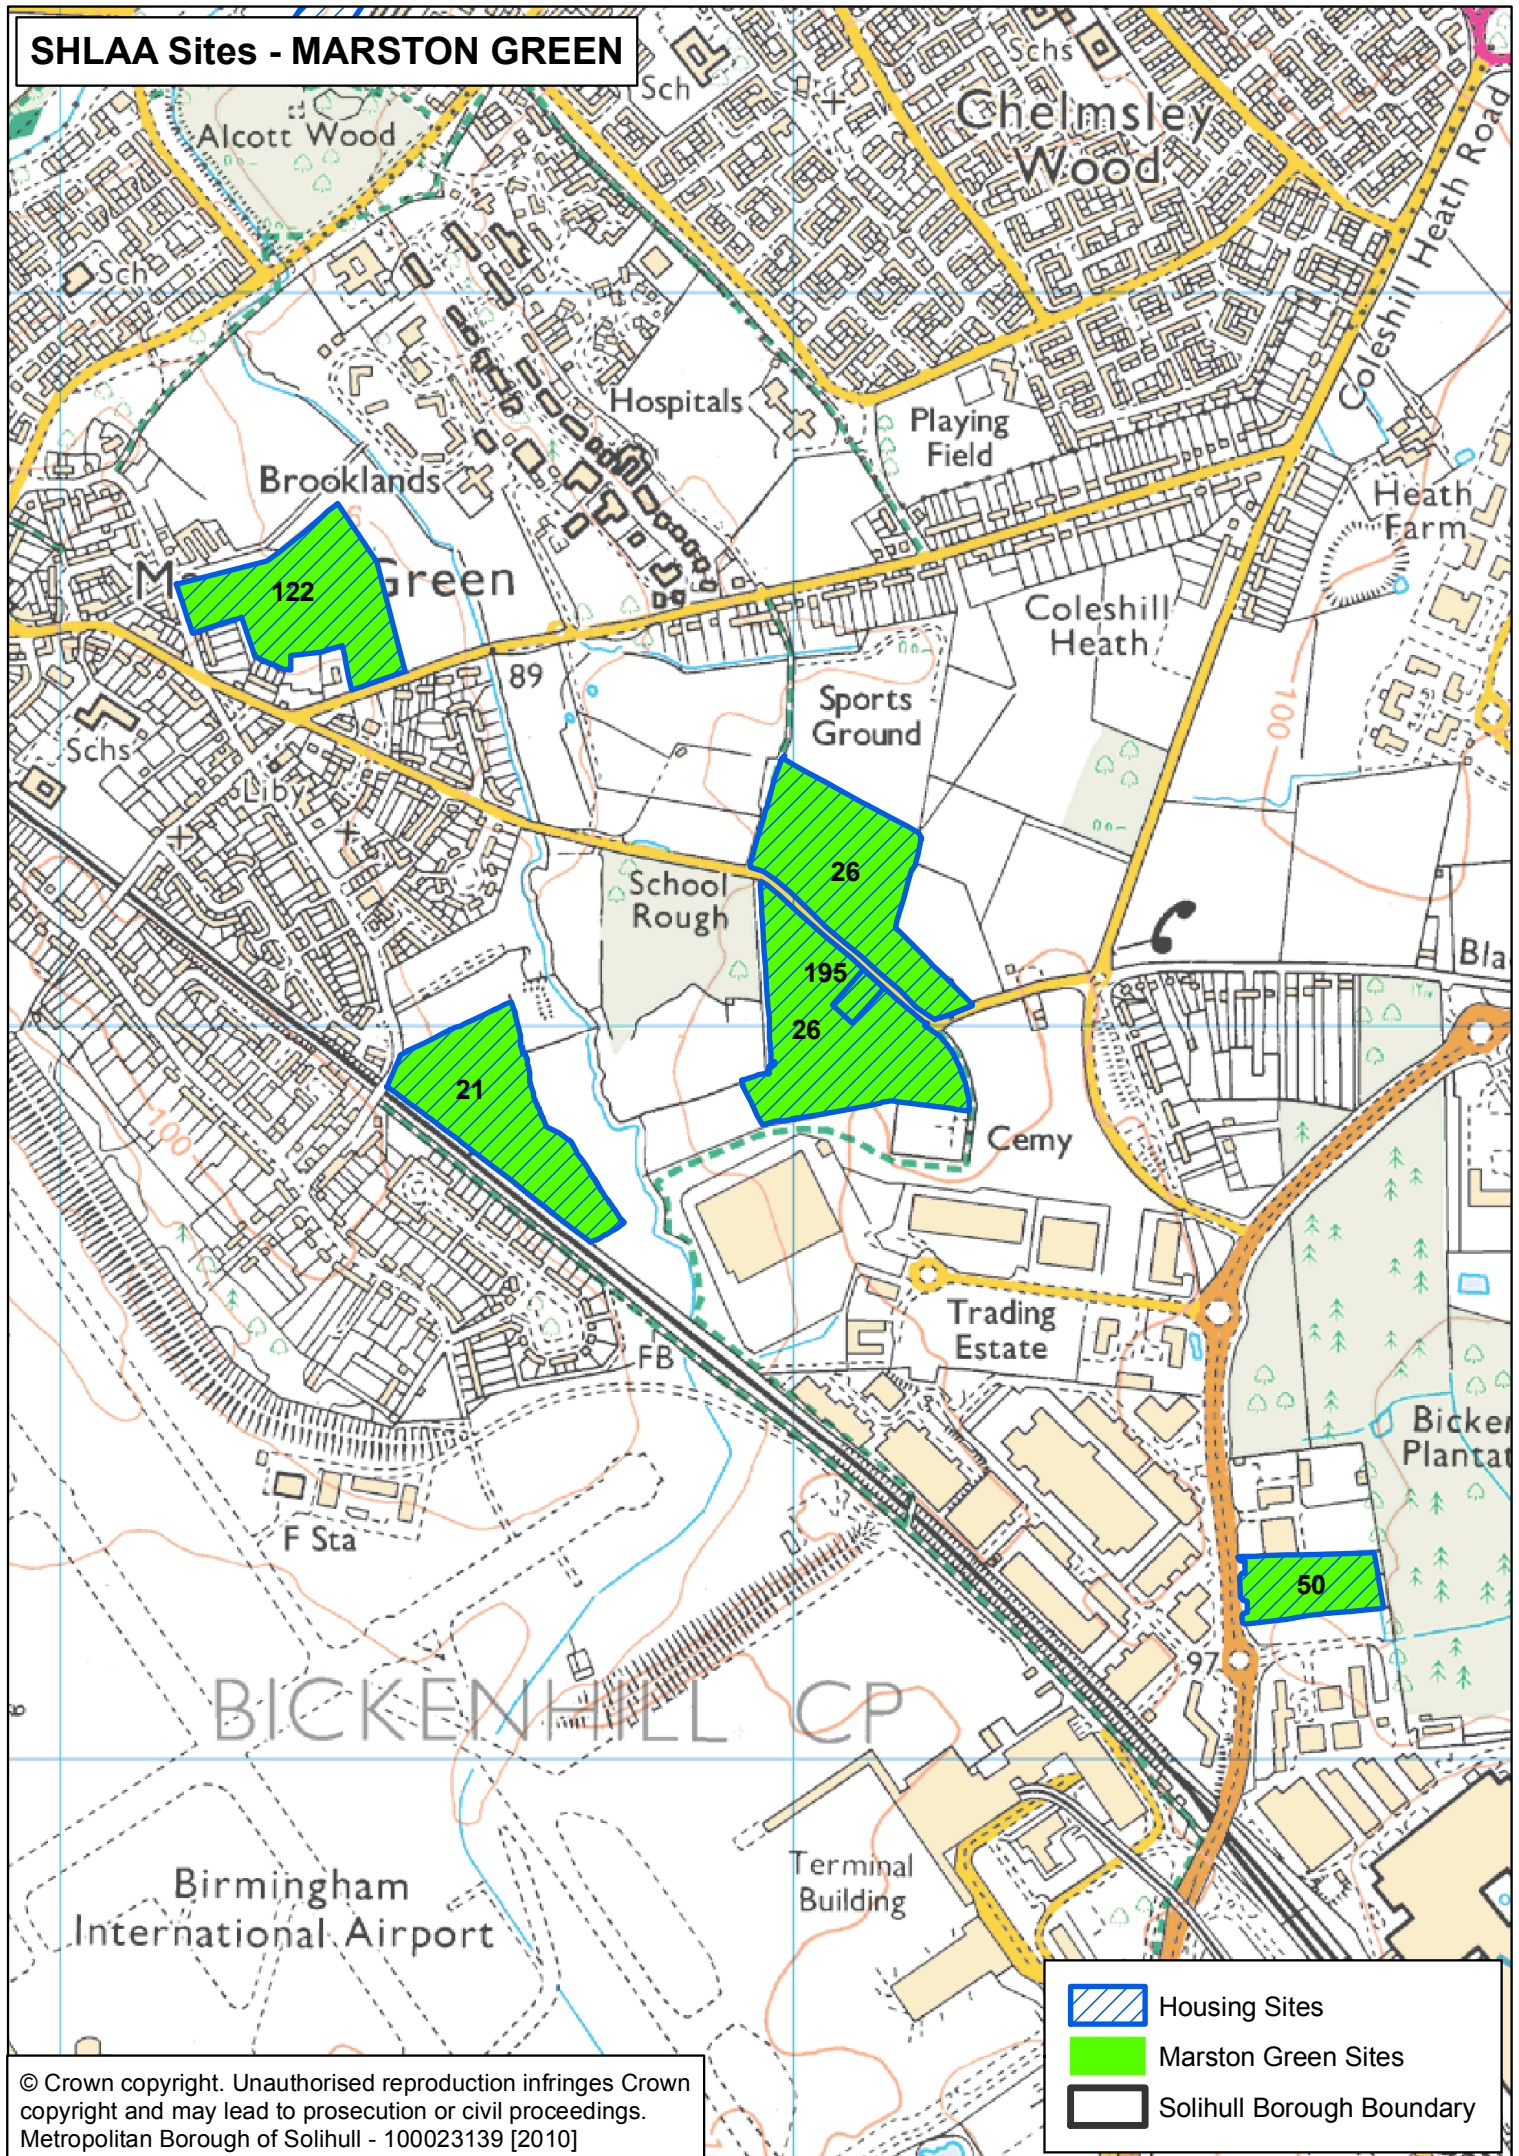 SHLAA Sites - MARSTON GREEN
Sch
Schs
Alcott Wood
Chelmsley
Wood
Coleshill Heath Road
Sch
Hospitals
Playing
Field
Brooklands
Heath
Farm
122
Green
Coleshill
Heath
89
Sports
Ground
100
Schs
Liby
School
Rough
26
195
26
21
100
Cemy
Trading
Estate
FB
F Sta
50
97
BICKENHILL CP
Terminal
Building
Birmingham
International Airport
Housing Sites
Marston Green Sites
Solihull Borough Boundary
© Crown copyright. Unauthorised reproduction infringes Crown
copyright and may lead to prosecution or civil proceedings.
Metropolitan Borough of Solihull - 100023139 [2010]